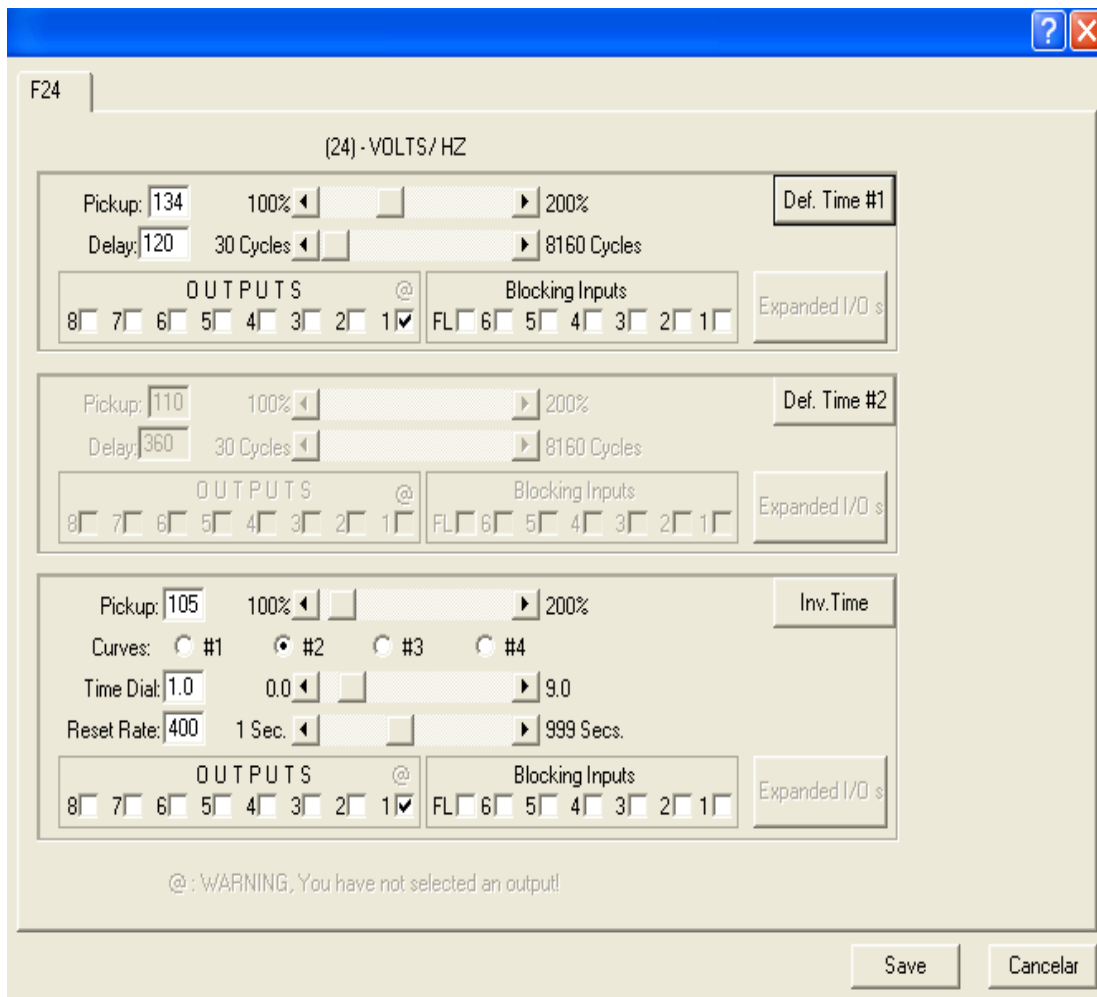 F24
(24) - VOLTS/ HZ
Pickup: 134 100% 200% Def. Time #1
Delay: 120 30 Cycles 8160 Cycles
O U T P U T S @ Blocking Inputs Expanded I/O s
8 7 6 5 4 3 2 1 FL 6 5 4 3 2 1
Pickup: 110 100% 200% Def. Time #2
Delay: 360 30 Cycles 8160 Cycles
O U T P U T S @ Blocking Inputs Expanded I/O s
8 7 6 5 4 3 2 1 FL 6 5 4 3 2 1
Pickup: 105 100% 200% Inv.Time
Curves: #1 #2 #3 #4
Time Dial: 1.0 0.0 9.0
Reset Rate: 400 1 Sec. 999 Secs.
O U T P U T S @ Blocking Inputs Expanded I/O s
8 7 6 5 4 3 2 1 FL 6 5 4 3 2 1
@ : WARNING, You have not selected an output!
Save Cancelar